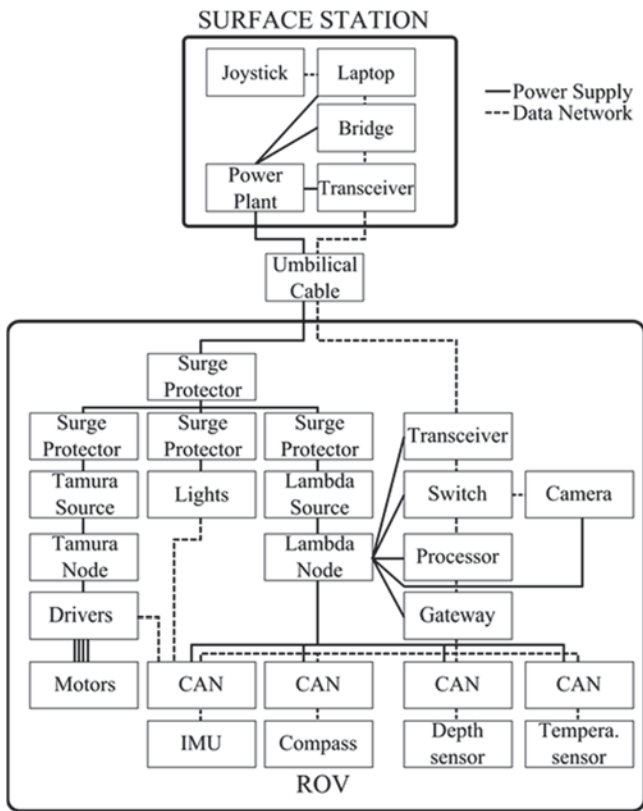 SURFACE STATION
Joystick
Laptop
Power Supply
Data Network
Bridge
Power
Plant
Transceiver
Umbilical
Cable
Surge
Protector
Surge
Protector
Surge
Protector
Surge
Protector
Transceiver
Tamura
Source
Lights
Lambda
Source
Switch
Camera
Tamura
Node
Lambda
Node
Processor
Drivers
Gateway
Motors
CAN
CAN
CAN
CAN
IMU
Compass
Depth
sensor
Tempera.
sensor
ROV